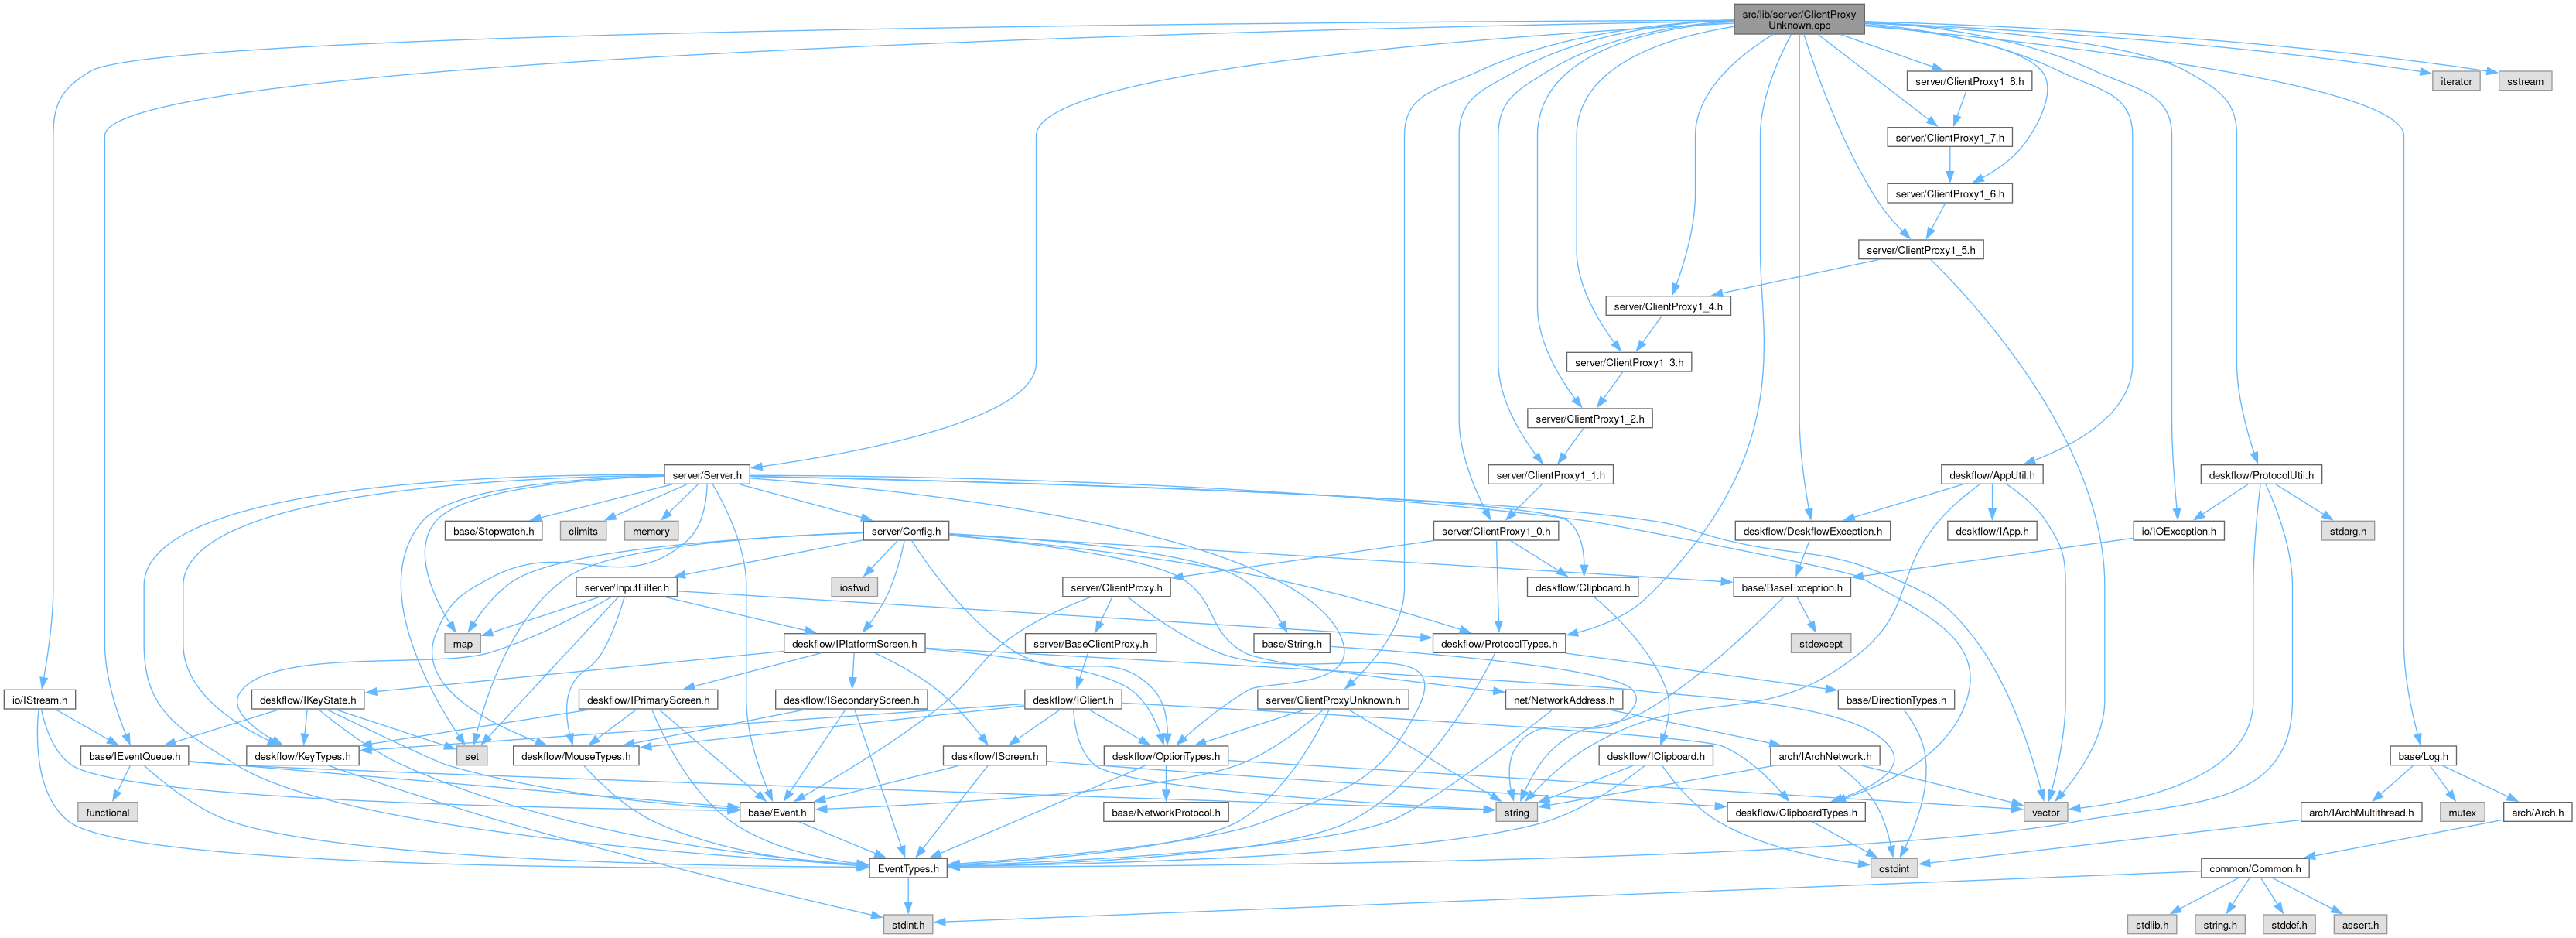 src/lib/server/ClientProxy
Unknown.cpp
server/ClientProxy1_8.h
iterator
sstream
server/ClientProxy1_7.h
server/ClientProxy1_6.h
server/ClientProxy1_5.h
server/ClientProxy1_4.h
server/ClientProxy1_3.h
server/ClientProxy1_2.h
server/Server.h
server/ClientProxy1_1.h
deskflow/AppUtil.h
deskflow/ProtocolUtil.h
base/Stopwatch.h
climits
memory
server/Config.h
server/ClientProxy1_0.h
deskflow/DeskflowException.h
deskflow/IApp.h
io/IOException.h
stdarg.h
server/InputFilter.h
iosfwd
server/ClientProxy.h
deskflow/Clipboard.h
base/BaseException.h
map
deskflow/IPlatformScreen.h
server/BaseClientProxy.h
base/String.h
deskflow/ProtocolTypes.h
stdexcept
io/IStream.h
deskflow/IKeyState.h
deskflow/IPrimaryScreen.h
deskflow/ISecondaryScreen.h
deskflow/IClient.h
server/ClientProxyUnknown.h
net/NetworkAddress.h
base/DirectionTypes.h
base/IEventQueue.h
deskflow/KeyTypes.h
set
deskflow/MouseTypes.h
deskflow/IScreen.h
deskflow/OptionTypes.h
deskflow/IClipboard.h
arch/IArchNetwork.h
base/Log.h
functional
base/Event.h
base/NetworkProtocol.h
string
deskflow/ClipboardTypes.h
vector
arch/IArchMultithread.h
mutex
arch/Arch.h
EventTypes.h
cstdint
common/Common.h
stdint.h
stdlib.h
string.h
stddef.h
assert.h